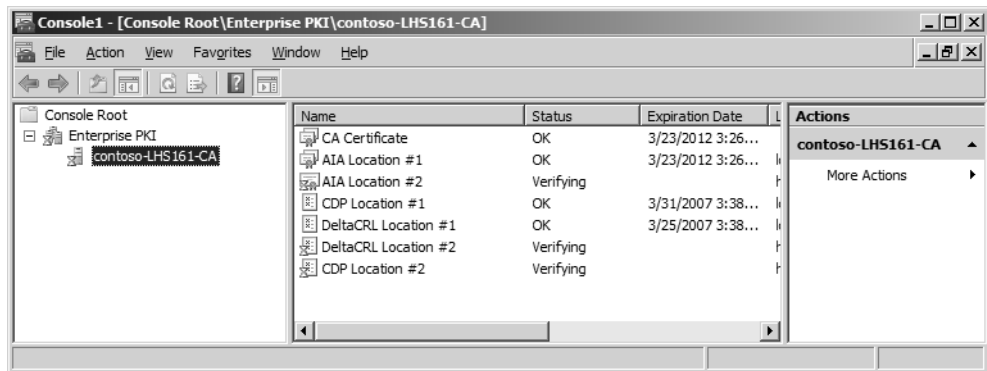 Console1 - [Console Root\Enterprise PKI\contoso-LHS161-CA]
File Action View Favorites Window Help
Console Root
Enterprise PKI
contoso-LHS161-CA
Name Status Expiration Date L
CA Certificate OK 3/23/2012 3:26...
AIA Location #1 OK 3/23/2012 3:26... l
AIA Location #2 Verifying h
CDP Location #1 OK 3/31/2007 3:38... l
DeltaCRL Location #1 OK 3/25/2007 3:38... l
DeltaCRL Location #2 Verifying h
CDP Location #2 Verifying h
Actions
contoso-LHS161-CA
More Actions